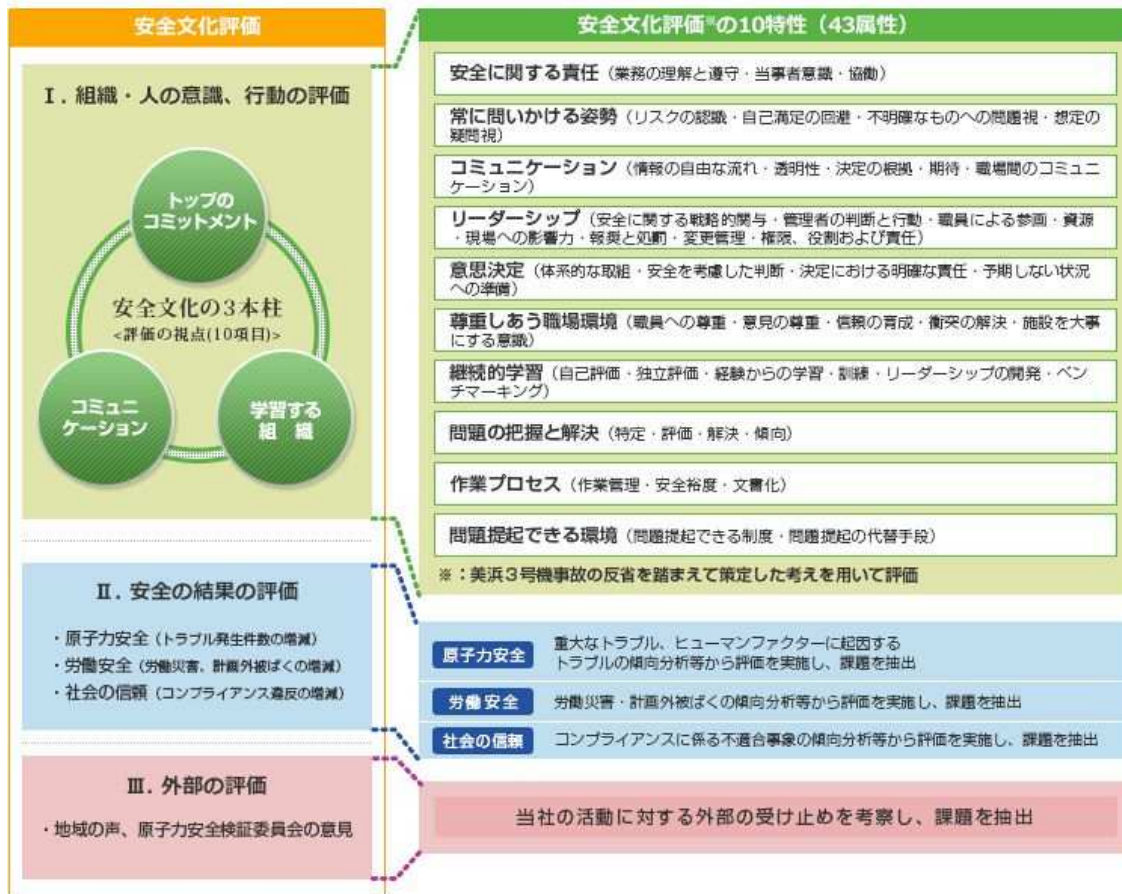 安全文化評価
Ⅰ. 組織・人の意識、行動の評価
トップの
コミットメント
安全文化の3本柱
<評価の視点(10項目)>
コミュニ
ケーション
学習する
組 織
Ⅱ. 安全の結果の評価
・原子力安全(トラブル発生件数の増減)
・労働安全(労働災害、計画外被ばくの増減)
・社会の信頼(コンプライアンス違反の増減)
Ⅲ. 外部の評価
・地域の声、原子力安全検証委員会の意見
安全文化評価※の10特性(43属性)
安全に関する責任(業務の理解と遵守・当事者意識・協働)
常に問いかける姿勢(リスクの認識・自己満足の回避・不明確なものへの問題視・想定の
疑問視)
コミュニケーション(情報の自由な流れ・透明性・決定の根拠・期待・職場間のコミュニ
ケーション)
リーダーシップ(安全に関する戦略的関与・管理者の判断と行動・職員による参画・資源
・現場への影響力・報奨と処罰・変更管理・権限、役割および責任)
意思決定(体系的な取組・安全を考慮した判断・決定における明確な責任・予期しない状況
への準備)
尊重しあう職場環境(職員への尊重・意見の尊重・信頼の育成・衝突の解決・施設を大事
にする意識)
継続的学習(自己評価・独立評価・経験からの学習・訓練・リーダーシップの開発・ベン
チマーキング)
問題の把握と解決(特定・評価・解決・傾向)
作業プロセス(作業管理・安全裕度・文書化)
問題提起できる環境(問題提起できる制度・問題提起の代替手段)
※:美浜3号機事故の反省を踏まえて策定した考えを用いて評価
原子力安全
重大なトラブル、ヒューマンファクターに起因する
トラブルの傾向分析等から評価を実施し、課題を抽出
労働安全
労働災害・計画外被ばくの傾向分析等から評価を実施し、課題を抽出
社会の信頼
コンプライアンスに係る不適合事象の傾向分析等から評価を実施し、課題を抽出
当社の活動に対する外部の受け止めを考察し、課題を抽出